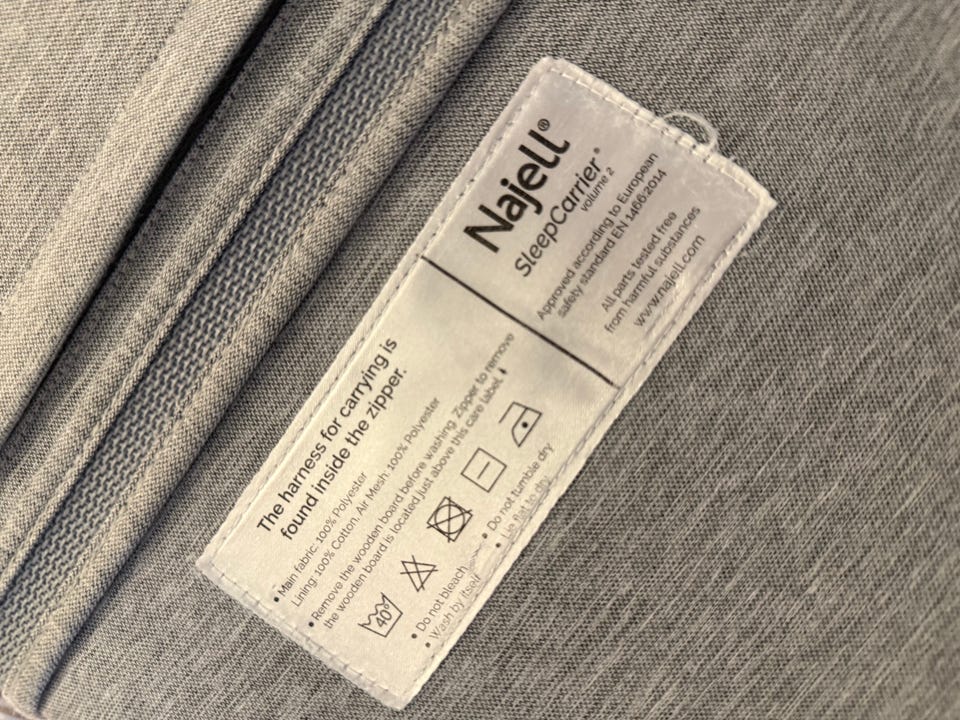 Najell®
SleepCarrier®
volume 2
Approved according to European
safety standard EN 1466:2014
All parts tested free
from harmful substances
www.najell.com
The harness for carrying is
found inside the zipper.
• Main fabric: 100% Polyester
Lining: 100% Cotton. Air Mesh: 100% Polyester
• Remove the wooden board before washing. Zipper to remove
the wooden board is located just above this care label.
40°
• Do not bleach • Do not tumble dry
• Wash by itself • Lie flat to dry